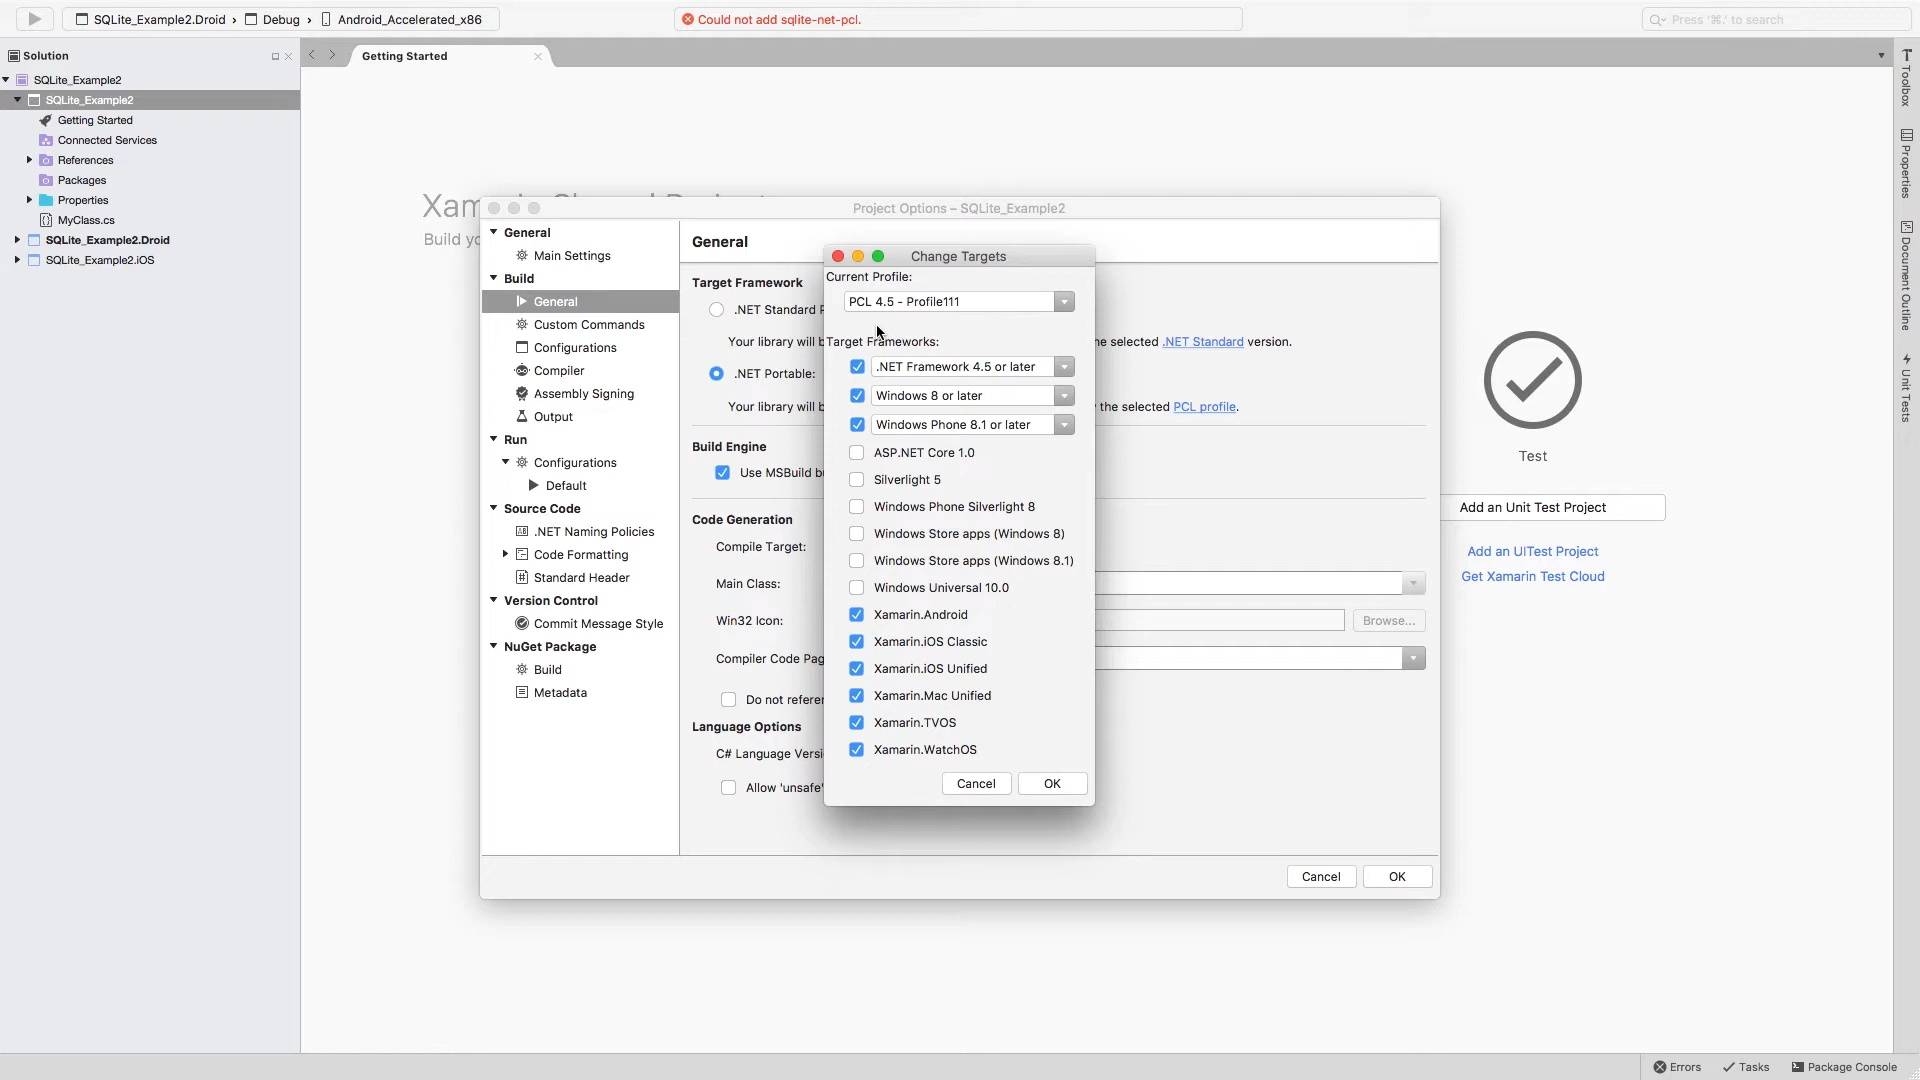 SQLite_Example2.Droid › Debug › Android_Accelerated_x86
Could not add sqlite-net-pcl.
Press '⌘.' to search
Solution
SQLite_Example2
SQLite_Example2
Getting Started
Connected Services
References
Packages
Properties
MyClass.cs
SQLite_Example2.Droid
SQLite_Example2.iOS
Getting Started
Build yo
Project Options – SQLite_Example2
General
Main Settings
Build
General
Custom Commands
Configurations
Compiler
Assembly Signing
Output
Run
Configurations
Default
Source Code
.NET Naming Policies
Code Formatting
Standard Header
Version Control
Commit Message Style
NuGet Package
Build
Metadata
General
Target Framework
.NET Standard P
Your library will b
he selected .NET Standard version.
.NET Portable:
Your library will b
the selected PCL profile.
Build Engine
Use MSBuild bu
Code Generation
Compile Target:
Main Class:
Win32 Icon:
Browse...
Compiler Code Pag
Do not referen
Language Options
C# Language Versi
Allow 'unsafe'
Cancel
OK
Change Targets
Current Profile:
PCL 4.5 - Profile111
Target Frameworks:
.NET Framework 4.5 or later
Windows 8 or later
Windows Phone 8.1 or later
ASP.NET Core 1.0
Silverlight 5
Windows Phone Silverlight 8
Windows Store apps (Windows 8)
Windows Store apps (Windows 8.1)
Windows Universal 10.0
Xamarin.Android
Xamarin.iOS Classic
Xamarin.iOS Unified
Xamarin.Mac Unified
Xamarin.TVOS
Xamarin.WatchOS
Cancel
OK
Test
Add an Unit Test Project
Add an UITest Project
Get Xamarin Test Cloud
Toolbox
Properties
Document Outline
Unit Tests
Errors
Tasks
Package Console